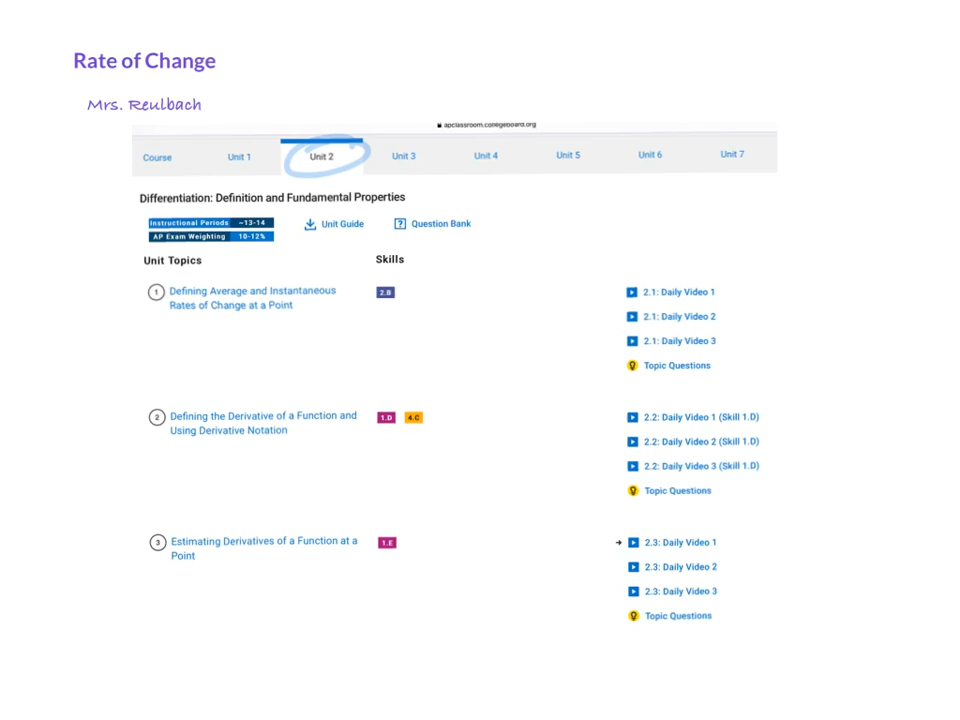 Rate of Change
Mrs. Reulbach
apclassroom.collegeboard.org
Course Unit 1 Unit 2 Unit 3 Unit 4 Unit 5 Unit 6 Unit 7
Differentiation: Definition and Fundamental Properties
Instructional Periods ~13-14
AP Exam Weighting 10-12%
Unit Guide
? Question Bank
Unit Topics Skills
1 Defining Average and Instantaneous
Rates of Change at a Point
2.B
2.1: Daily Video 1
2.1: Daily Video 2
2.1: Daily Video 3
Topic Questions
2 Defining the Derivative of a Function and
Using Derivative Notation
1.D 4.C
2.2: Daily Video 1 (Skill 1.D)
2.2: Daily Video 2 (Skill 1.D)
2.2: Daily Video 3 (Skill 1.D)
Topic Questions
3 Estimating Derivatives of a Function at a
Point
1.E
→ 2.3: Daily Video 1
2.3: Daily Video 2
2.3: Daily Video 3
Topic Questions